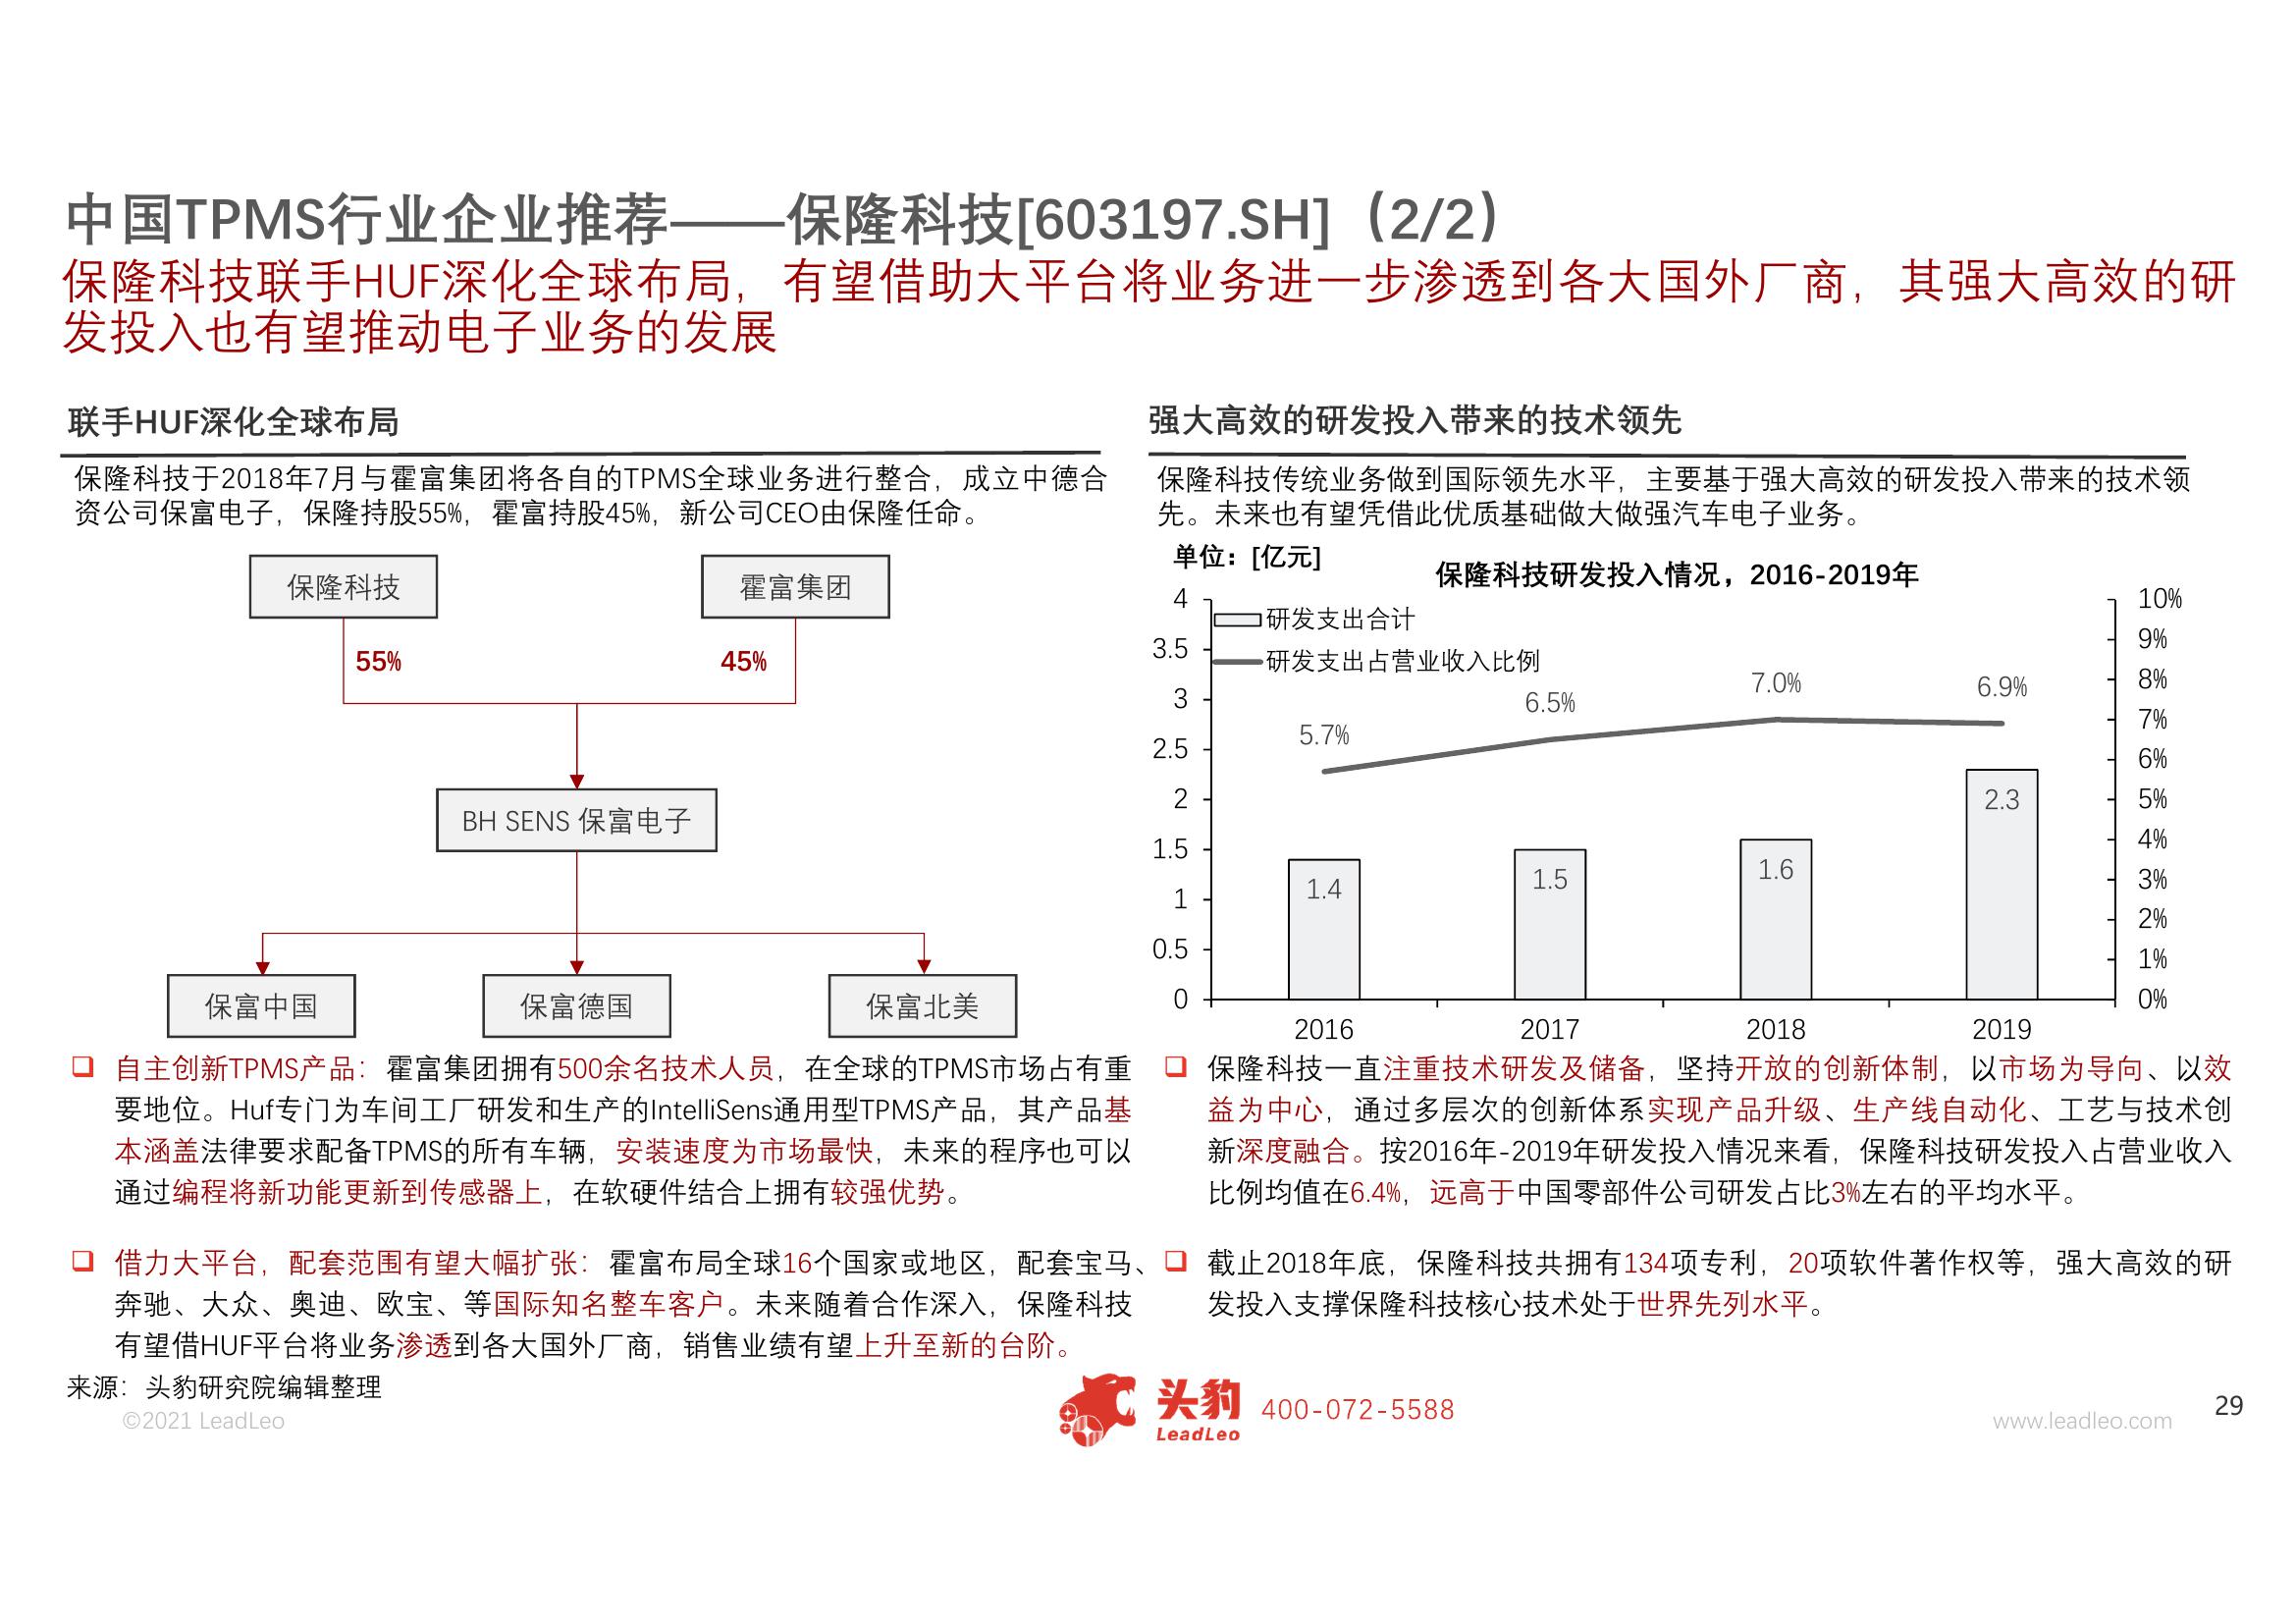 中国TPMS行业企业推荐——保隆科技[603197.SH]（2/2）
保隆科技联手HUF深化全球布局，有望借助大平台将业务进一步渗透到各大国外厂商，其强大高效的研
发投入也有望推动电子业务的发展
联手HUF深化全球布局
保隆科技于2018年7月与霍富集团将各自的TPMS全球业务进行整合，成立中德合
资公司保富电子，保隆持股55%，霍富持股45%，新公司CEO由保隆任命。
保隆科技
霍富集团
55%
45%
BH SENS 保富电子
保富中国
保富德国
保富北美
自主创新TPMS产品：霍富集团拥有500余名技术人员，在全球的TPMS市场占有重
要地位。Huf专门为车间工厂研发和生产的IntelliSens通用型TPMS产品，其产品基
本涵盖法律要求配备TPMS的所有车辆，安装速度为市场最快，未来的程序也可以
通过编程将新功能更新到传感器上，在软硬件结合上拥有较强优势。
借力大平台，配套范围有望大幅扩张：霍富布局全球16个国家或地区，配套宝马、
奔驰、大众、奥迪、欧宝、等国际知名整车客户。未来随着合作深入，保隆科技
有望借HUF平台将业务渗透到各大国外厂商，销售业绩有望上升至新的台阶。
强大高效的研发投入带来的技术领先
保隆科技传统业务做到国际领先水平，主要基于强大高效的研发投入带来的技术领
先。未来也有望凭借此优质基础做大做强汽车电子业务。
单位：[亿元]
保隆科技研发投入情况，2016-2019年
研发支出合计
研发支出占营业收入比例
4
3.5
3
2.5
2
1.5
1
0.5
0
5.7%
6.5%
7.0%
6.9%
1.4
1.5
1.6
2.3
10%
9%
8%
7%
6%
5%
4%
3%
2%
1%
0%
2016
2017
2018
2019
保隆科技一直注重技术研发及储备，坚持开放的创新体制，以市场为导向、以效
益为中心，通过多层次的创新体系实现产品升级、生产线自动化、工艺与技术创
新深度融合。按2016年-2019年研发投入情况来看，保隆科技研发投入占营业收入
比例均值在6.4%，远高于中国零部件公司研发占比3%左右的平均水平。
截止2018年底，保隆科技共拥有134项专利，20项软件著作权等，强大高效的研
发投入支撑保隆科技核心技术处于世界先列水平。
来源：头豹研究院编辑整理
©2021 LeadLeo
头豹
LeadLeo
400-072-5588
www.leadleo.com
29